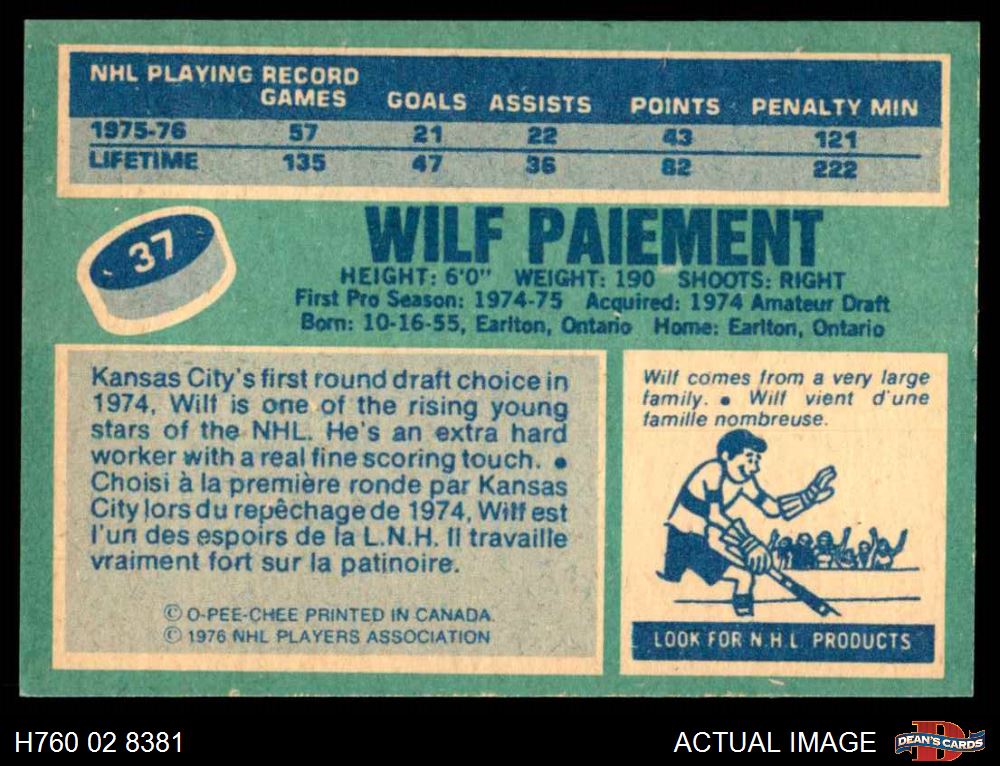 NHL PLAYING RECORD
GAMES GOALS ASSISTS POINTS PENALTY MIN
1975-76 57 21 22 43 121
LIFETIME 135 47 36 82 222
37
WILF PAIEMENT
HEIGHT: 6'0" WEIGHT: 190 SHOOTS: RIGHT
First Pro Season: 1974-75 Acquired: 1974 Amateur Draft
Born: 10-16-55, Earlton, Ontario Home: Earlton, Ontario
Kansas City's first round draft choice in
1974, Wilf is one of the rising young
stars of the NHL. He's an extra hard
worker with a real fine scoring touch. •
Choisi à la première ronde par Kansas
City lors du repêchage de 1974, Wilf est
l'un des espoirs de la L.N.H. Il travaille
vraiment fort sur la patinoire.
© O-PEE-CHEE PRINTED IN CANADA.
© 1976 NHL PLAYERS ASSOCIATION
Wilf comes from a very large
family. • Wilf vient d'une
famille nombreuse.
LOOK FOR N H L PRODUCTS
H760 02 8381
ACTUAL IMAGE
DEAN'S CARDS